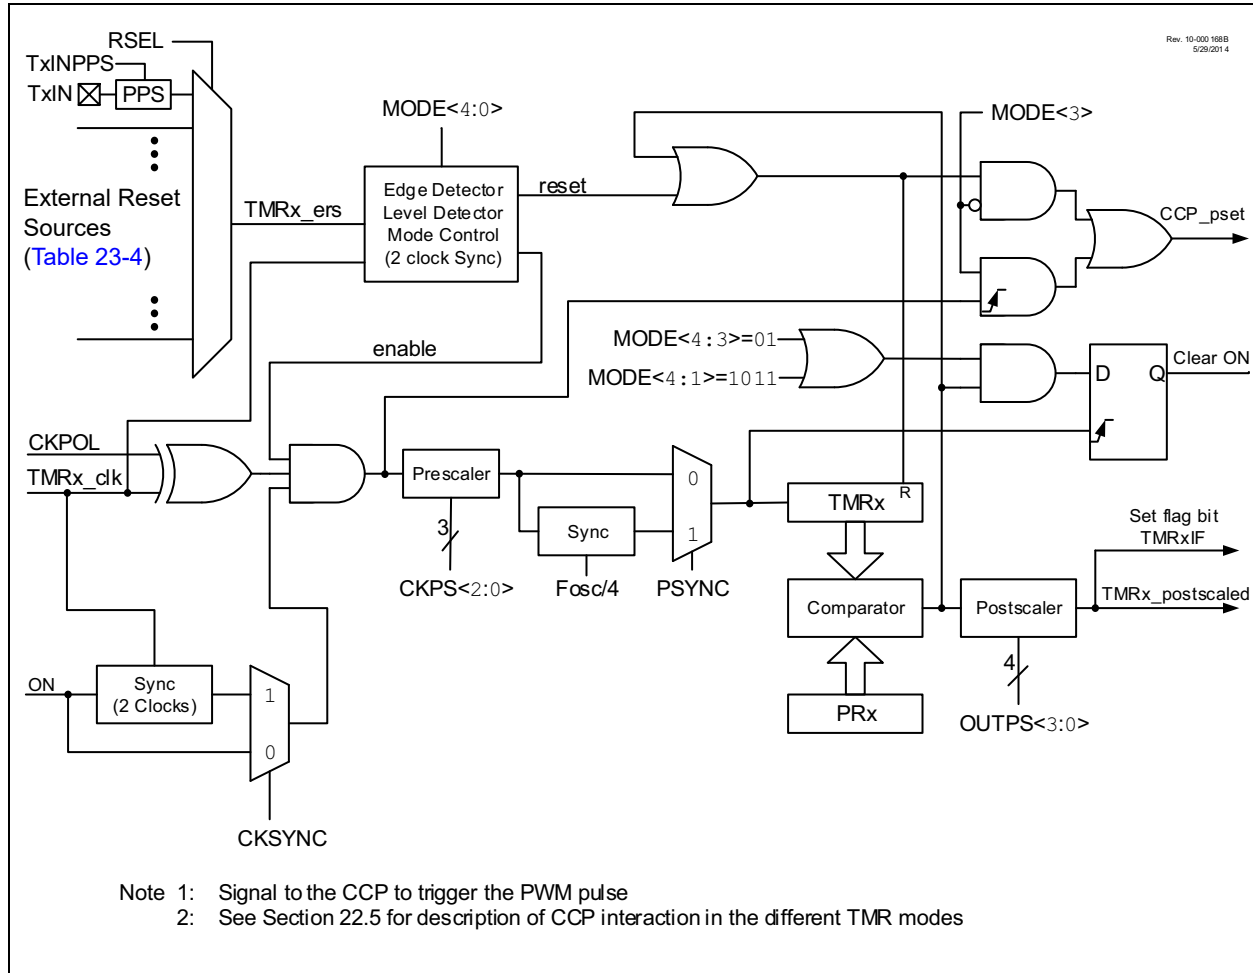 Rev. 10-000 168B
5/29/201 4
RSEL
TxINPPS
TxIN
PPS
MODE<4:0>
MODE<3>
External Reset
Sources
(Table 23-4)
TMRx_ers
Edge Detector
Level Detector
Mode Control
(2 clock Sync)
reset
CCP_pset
enable
MODE<4:3>=01
MODE<4:1>=1011
D
Q
Clear ON
CKPOL
TMRx_clk
Prescaler
3
CKPS<2:0>
Sync
Fosc/4
0
1
PSYNC
TMRx
R
Set flag bit
TMRxIF
Comparator
Postscaler
TMRx_postscaled
4
OUTPS<3:0>
PRx
ON
Sync
(2 Clocks)
1
0
CKSYNC
Note 1: Signal to the CCP to trigger the PWM pulse
2: See Section 22.5 for description of CCP interaction in the different TMR modes